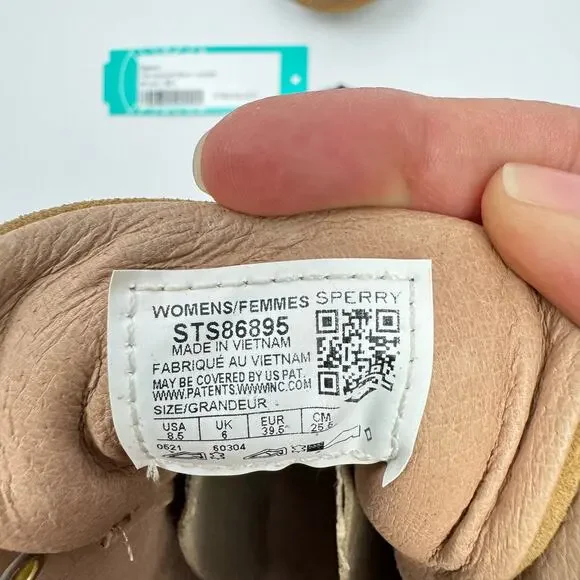 WOMENS/FEMMES SPERRY
STS86895
MADE IN VIETNAM
FABRIQUÉ AU VIETNAM
MAY BE COVERED BY US PAT.
WWW.PATENTS.WWWINC.COM
SIZE/GRANDEUR
USA UK EUR CM
8.5 6 39.5 25.5
0521 60304